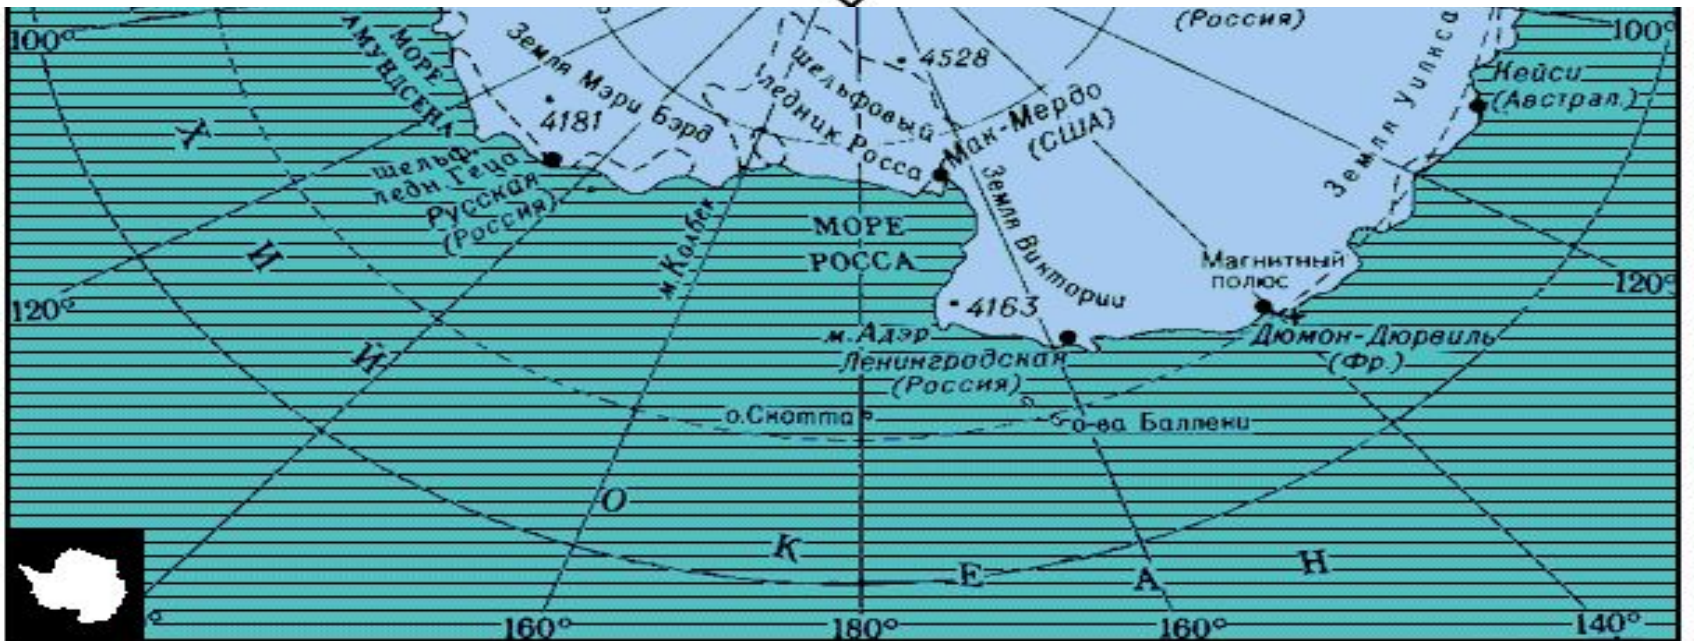 (Россия)
100°
МОРЕ
АМУНДСЕНА
Земля Мэри Бэрд
4181
шельфовый
ледник Росса
4528
Мак-Мердо
(США)
Земля Уилкса
100°
Кейси
(Австрал.)
шельф.
ледн. Геца
Русская
(Россия)
Х
И
Й
м. Колбек
МОРЕ
РОССА
Земля Виктории
Магнитный
полюс
120°
120°
4163
м. Адэр
Ленинградская
(Россия)
Дюмон-Дюрвиль
(Фр.)
о.Скотта
о-ва Баллени
О
К
Е
А
Н
160°
180°
160°
140°